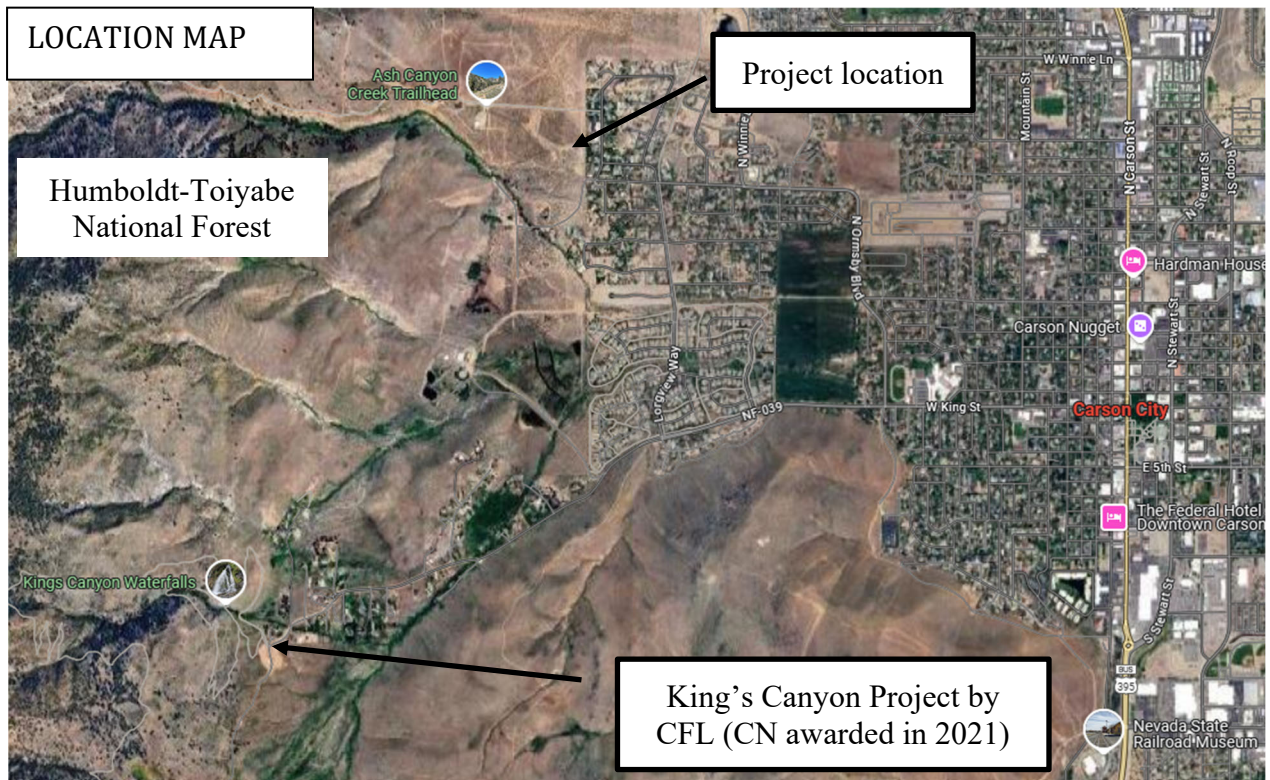 LOCATION MAP
Ash Canyon
Creek Trailhead
Project location
W Winnie Ln
Mountain St
N Carson St
N Roop St
N Stewart St
N Winnie
Humboldt-Toiyabe
National Forest
N Ormsby Blvd
Hardman House
Carson Nugget
N Stewart St
Longview Way
NF-039
W King St
Carson City
E 5th St
The Federal Hotel
Downtown Carson
Kings Canyon Waterfalls
S Stewart St
King's Canyon Project by
CFL (CN awarded in 2021)
BUS
395
Nevada State
Railroad Museum